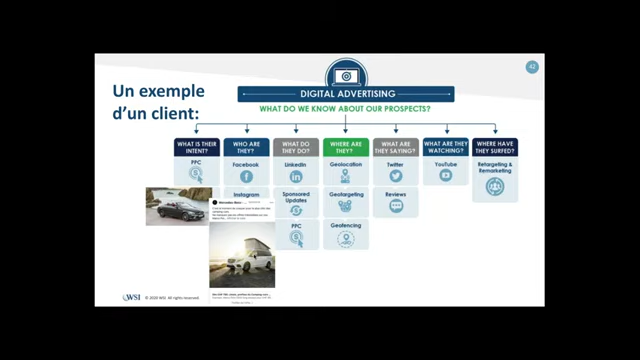 42
Un exemple
d'un client:
DIGITAL ADVERTISING
WHAT DO WE KNOW ABOUT OUR PROSPECTS?
WHAT IS THEIR
INTENT?
PPC
WHO ARE
THEY?
Facebook
Instagram
WHAT DO
THEY DO?
LinkedIn
in
Sponsored
Updates
PPC
WHERE ARE
THEY?
Geolocation
Geotargeting
Geofencing
WHAT ARE
THEY SAYING?
Twitter
Reviews
WHAT ARE THEY
WATCHING?
YouTube
WHERE HAVE
THEY SURFED?
Retargeting &
Remarketing
WSI
© 2020 WSI. All rights reserved